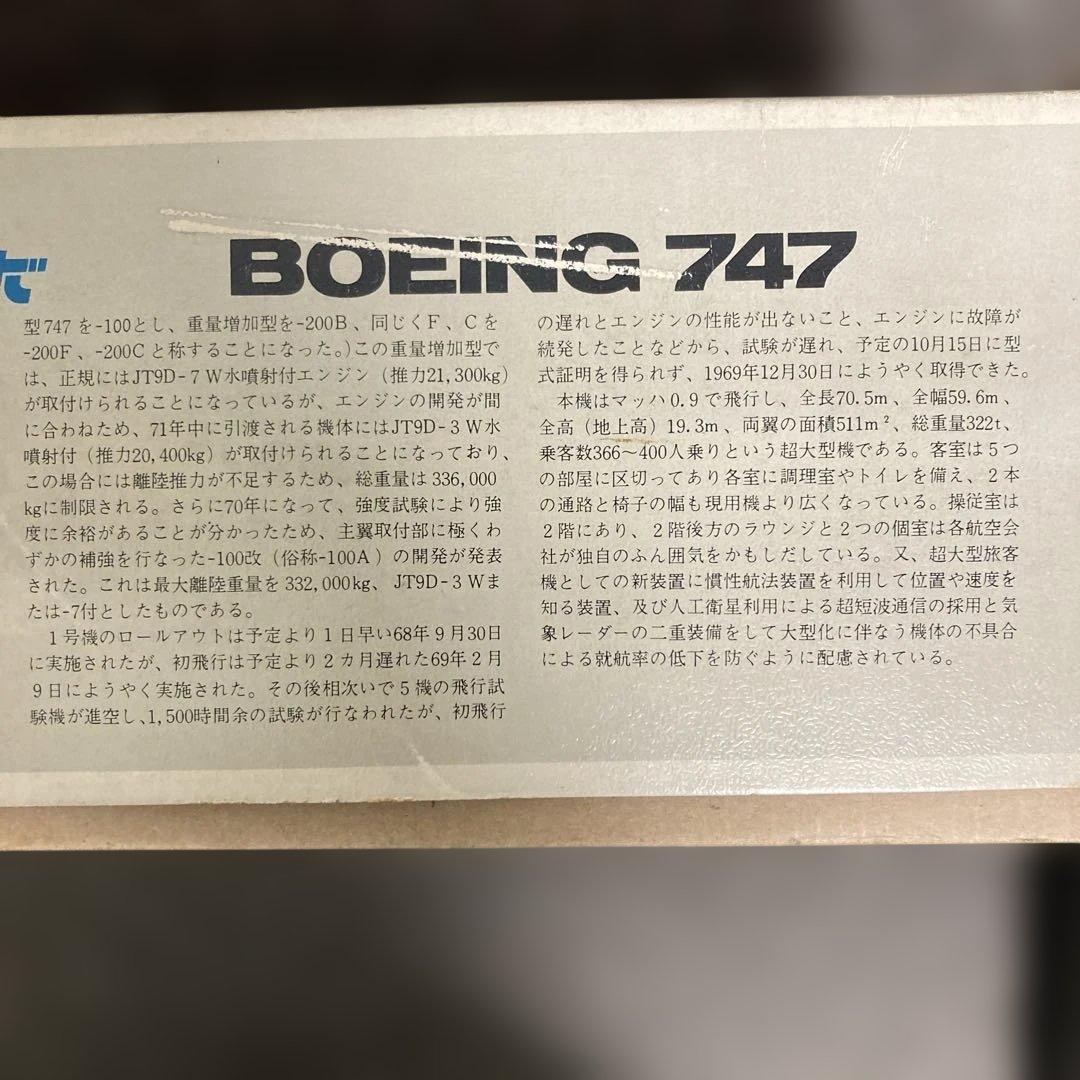 BOEING 747
型747を-100とし、重量増加型を-200B、同じくF、Cを
-200F、-200Cと称することになった。)この重量増加型で
は、正規にはJT9D-7W水噴射付エンジン(推力21,300kg)
が取付けられることになっているが、エンジンの開発が間
に合わねため、71年中に引渡される機体にはJT9D-3W水
噴射付(推力20,400kg)が取付けられることになっており、
この場合には離陸推力が不足するため、総重量は336,000
kgに制限される。さらに70年になって、強度試験により強
度に余裕があることが分かったため、主翼取付部に極くわ
ずかの補強を行なった-100改(俗称-100A)の開発が発表
された。これは最大離陸重量を332,000kg、JT9D-3Wま
たは-7付としたものである。
1号機のロールアウトは予定より1日早い68年9月30日
に実施されたが、初飛行は予定より2カ月遅れた69年2月
9日にようやく実施された。その後相次いで5機の飛行試
験機が進空し、1,500時間余の試験が行なわれたが、初飛行
の遅れとエンジンの性能が出ないこと、エンジンに故障が
続発したことなどから、試験が遅れ、予定の10月15日に型
式証明を得られず、1969年12月30日にようやく取得できた。
本機はマッハ0.9で飛行し、全長70.5m、全幅59.6m、
全高(地上高)19.3m、両翼の面積511m²、総重量322t、
乗客数366〜400人乗りという超大型機である。客室は5つ
の部屋に区切ってあり各室に調理室やトイレを備え、2本
の通路と椅子の幅も現用機より広くなっている。操従室は
2階にあり、2階後方のラウンジと2つの個室は各航空会
社が独自のふん囲気をかもしだしている。又、超大型旅客
機としての新装置に慣性航法装置を利用して位置や速度を
知る装置、及び人工衛星利用による超短波通信の採用と気
象レーダーの二重装備をして大型化に伴なう機体の不具合
による就航率の低下を防ぐように配慮されている。